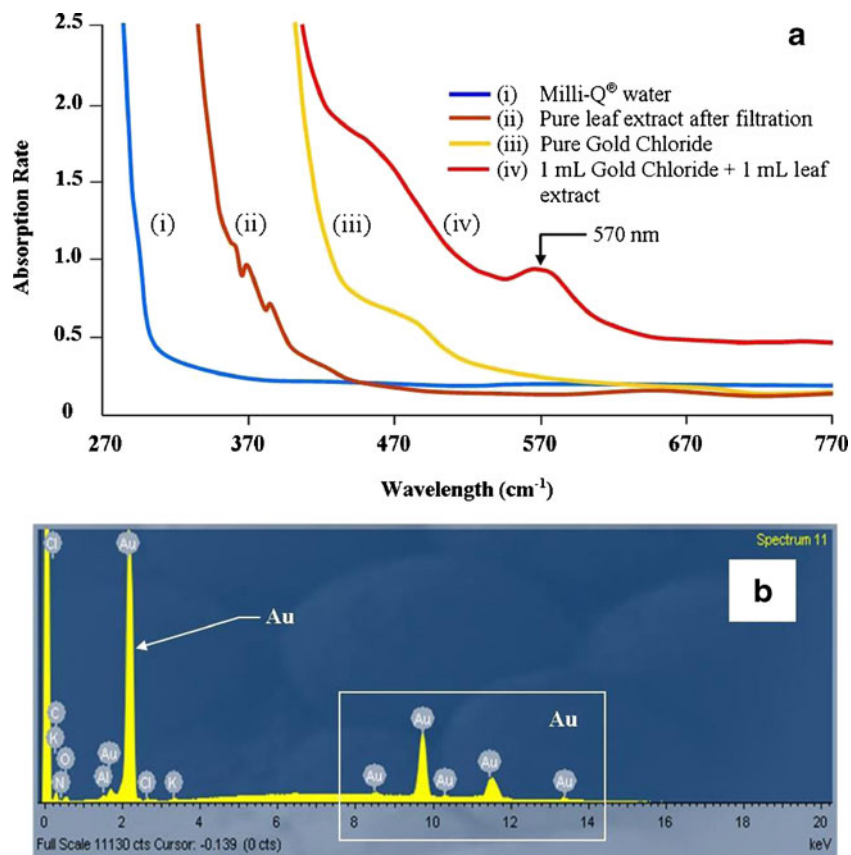 a
2.5
2.0
1.5
1.0
0.5
0
Absorption Rate
(i) Milli-Q® water
(ii) Pure leaf extract after filtration
(iii) Pure Gold Chloride
(iv) 1 mL Gold Chloride + 1 mL leaf
extract
(i)
(ii)
(iii)
(iv)
570 nm
270 370 470 570 670 770
Wavelength (cm⁻¹)
Spectrum 11
b
Cl
Au
Au
C
K
O
N
Au
Al
Cl
K
Au
Au
Au
Au
Au
Au
0 2 4 6 8 10 12 14 16 18 20
Full Scale 11130 cts Cursor: -0.139 (0 cts)
keV